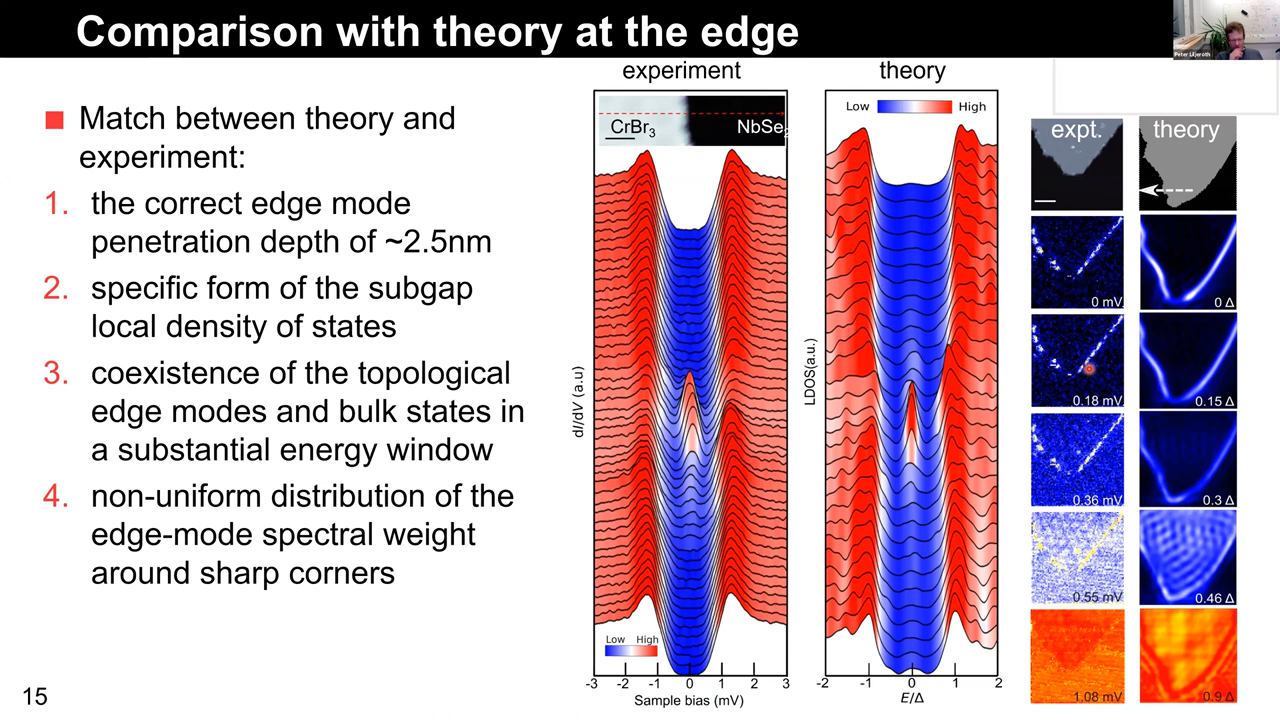 Comparison with theory at the edge
Peter Liljeroth
Match between theory and
experiment:
1. the correct edge mode
penetration depth of ~2.5nm
2. specific form of the subgap
local density of states
3. coexistence of the topological
edge modes and bulk states in
a substantial energy window
4. non-uniform distribution of the
edge-mode spectral weight
around sharp corners
15
experiment
CrBr3
NbSe2
dI/dV (a.u)
Low High
-3 -2 -1 0 1 2 3
Sample bias (mV)
theory
Low High
LDOS(a.u.)
-2 -1 0 1 2
E/Δ
expt. theory
0 mV 0 Δ
0.18 mV 0.15 Δ
0.36 mV 0.3 Δ
0.55 mV 0.46 Δ
1.08 mV 0.9 Δ